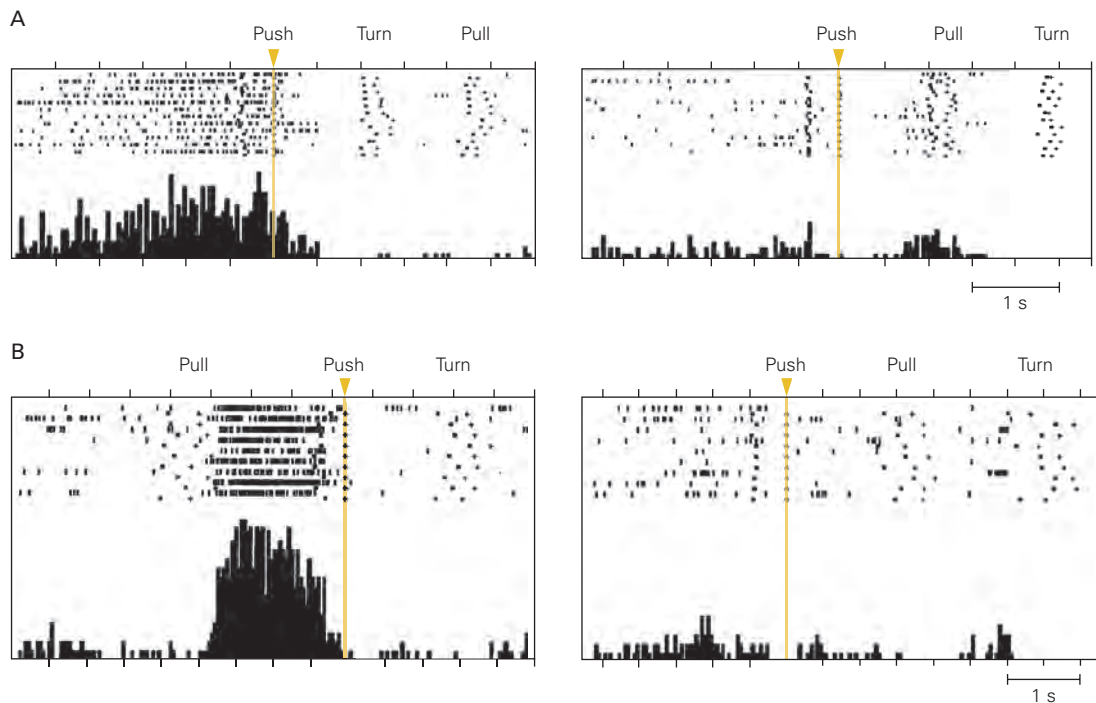 A
Push Turn Pull
Push Pull Turn
1 s
B
Pull Push Turn
Push Pull Turn
1 s